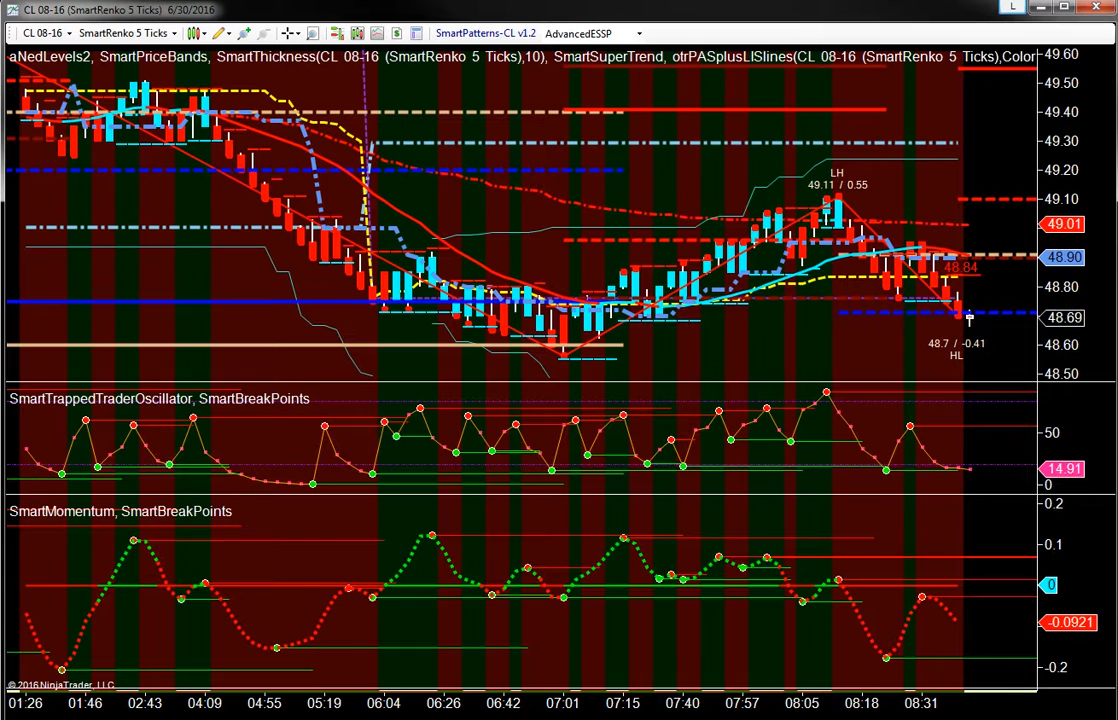 CL 08-16 (SmartRenko 5 Ticks)  6/30/2016
L
CL 08-16 SmartRenko 5 Ticks SmartPatterns-CL v1.2 AdvancedESSP
aNedLevels2, SmartPriceBands, SmartThickness(CL 08-16 (SmartRenko 5 Ticks),10), SmartSuperTrend, otrPASplusLISlines(CL 08-16 (SmartRenko 5 Ticks),Color
49.60
49.50
49.40
49.30
49.20
49.10
49.01
48.90
48.80
48.69
48.60
48.50
LH
49.11 / 0.55
48.84
48.7 / -0.41
HL
SmartTrappedTraderOscillator, SmartBreakPoints
50
14.91
0
SmartMomentum, SmartBreakPoints
0.2
0.1
0
-0.0921
-0.2
© 2016 NinjaTrader, LLC
01:26 01:46 02:43 04:09 04:55 05:19 06:04 06:26 06:42 07:01 07:15 07:40 07:57 08:05 08:18 08:31